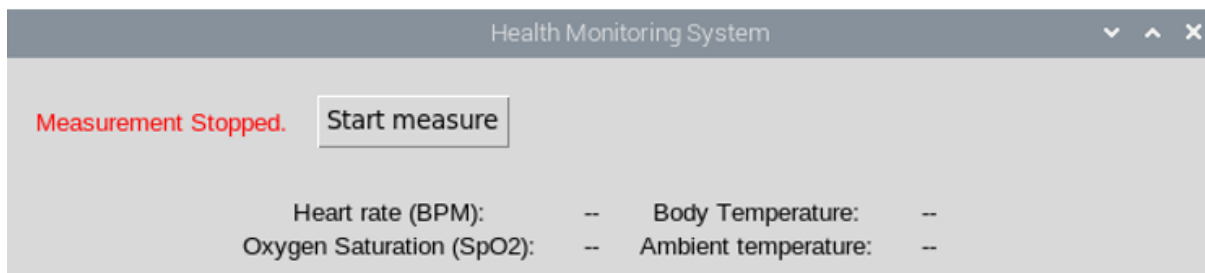 Health Monitoring System
Measurement Stopped. Start measure
Heart rate (BPM): -- Body Temperature: --
Oxygen Saturation (SpO2): -- Ambient temperature: --